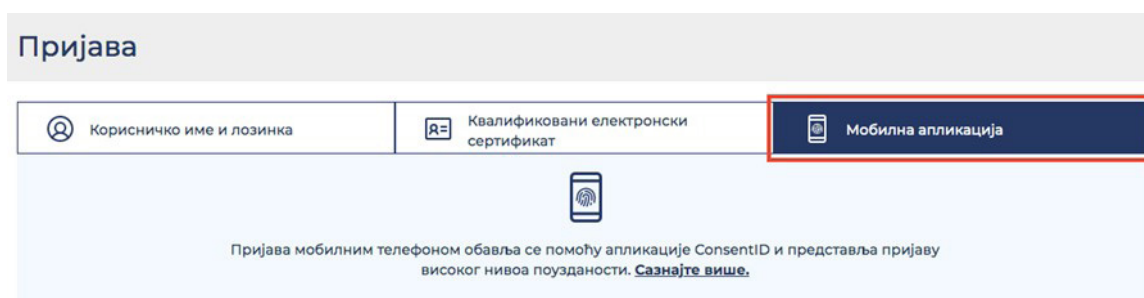 Пријава
Корисничко име и лозинка
Квалификовани електронски
сертификат
Мобилна апликација
Пријава мобилним телефоном обавља се помоћу апликације ConsentID и представља пријаву
високог нивоа поузданости. Сазнајте више.